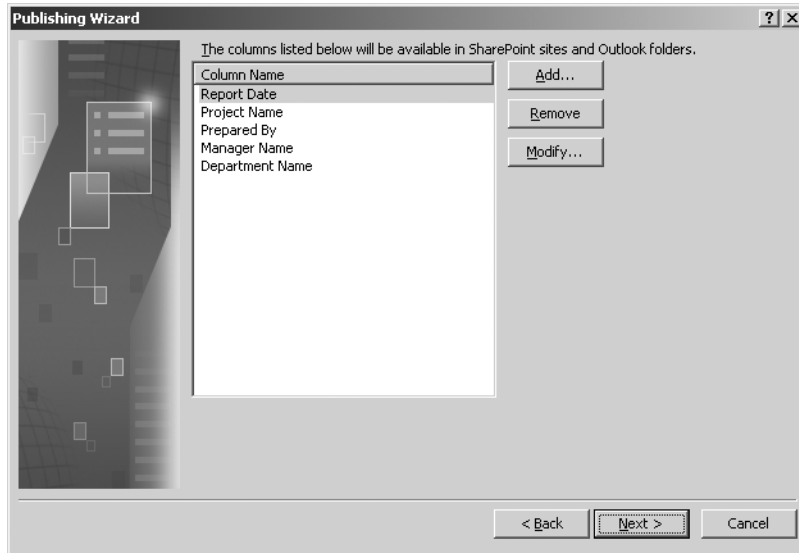 Publishing Wizard
The columns listed below will be available in SharePoint sites and Outlook folders.
Column Name
Report Date
Project Name
Prepared By
Manager Name
Department Name
Add...
Remove
Modify...
< Back
Next >
Cancel